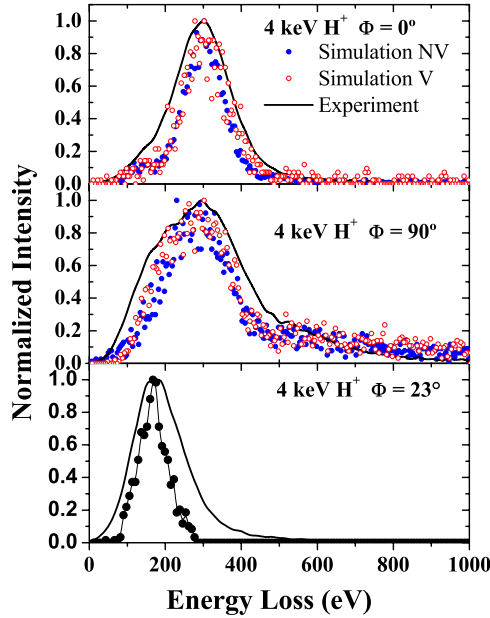 4 keV H⁺ Φ = 0º
Simulation NV
Simulation V
Experiment
1.0
0.8
0.6
0.4
0.2
0.0
4 keV H⁺ Φ = 90º
1.0
0.8
0.6
0.4
0.2
0.0
4 keV H⁺ Φ = 23°
1.0
0.8
0.6
0.4
0.2
0.0
0 200 400 600 800 1000
Normalized Intensity
Energy Loss (eV)